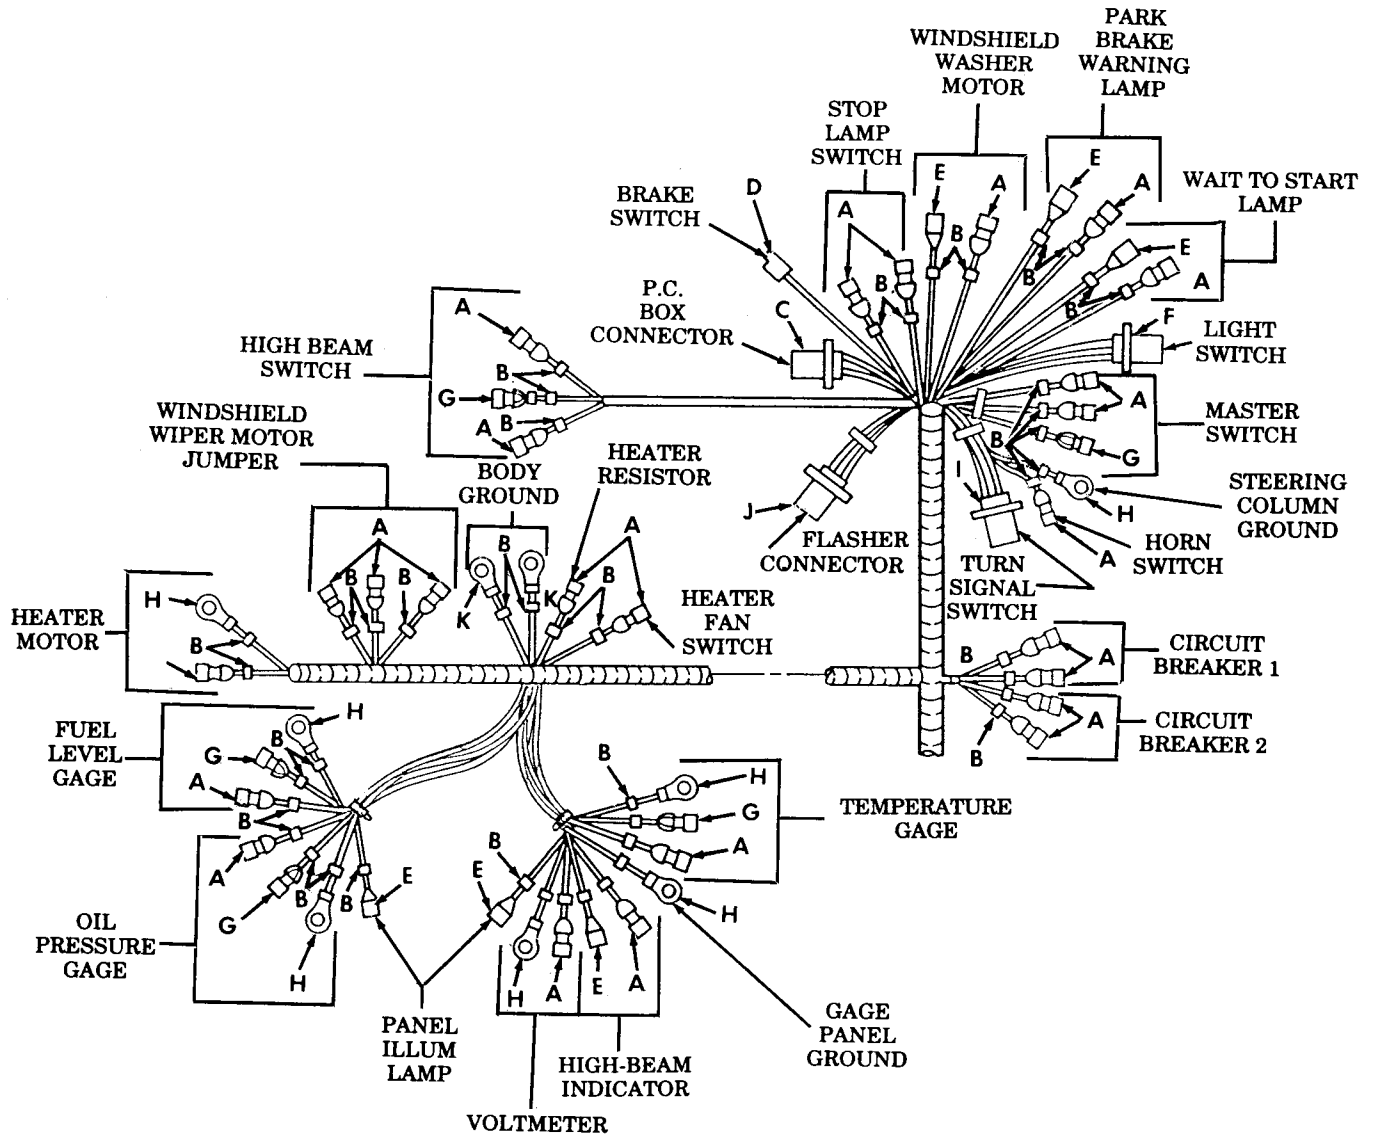 PARK
BRAKE
WARNING
LAMP
WINDSHIELD
WASHER
MOTOR
STOP
LAMP
SWITCH
E
A
E
A
WAIT TO START
LAMP
BRAKE
SWITCH
D
A
B
B
B
E
A
B
P.C.
BOX
CONNECTOR
C
F
LIGHT
SWITCH
HIGH BEAM
SWITCH
A
B
G
A
B
A
B
G
MASTER
SWITCH
WINDSHIELD
WIPER MOTOR
JUMPER
BODY
GROUND
HEATER
RESISTOR
I
J
H
STEERING
COLUMN
GROUND
FLASHER
CONNECTOR
TURN
SIGNAL
SWITCH
A
HORN
SWITCH
A
B
B
B
K
K
A
B
HEATER
FAN
SWITCH
HEATER
MOTOR
H
B
B
A
CIRCUIT
BREAKER 1
A
B
CIRCUIT
BREAKER 2
FUEL
LEVEL
GAGE
H
B
G
A
B
B
H
G
A
TEMPERATURE
GAGE
A
G
B
B
H
E
B
E
H
OIL
PRESSURE
GAGE
H
A
E
A
PANEL
ILLUM
LAMP
GAGE
PANEL
GROUND
HIGH-BEAM
INDICATOR
VOLTMETER